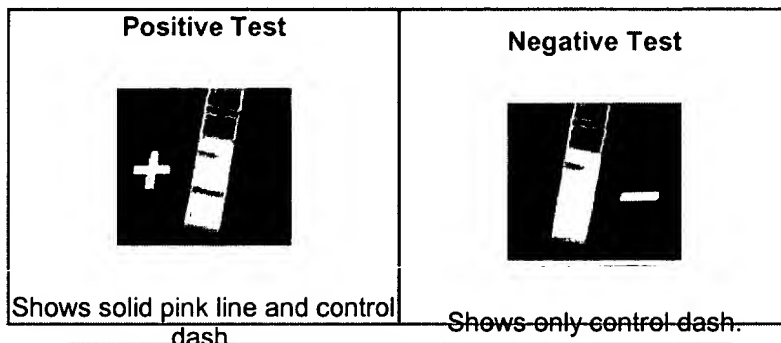 Positive Test
Negative Test
Shows solid pink line and control
dash
Shows only control dash.